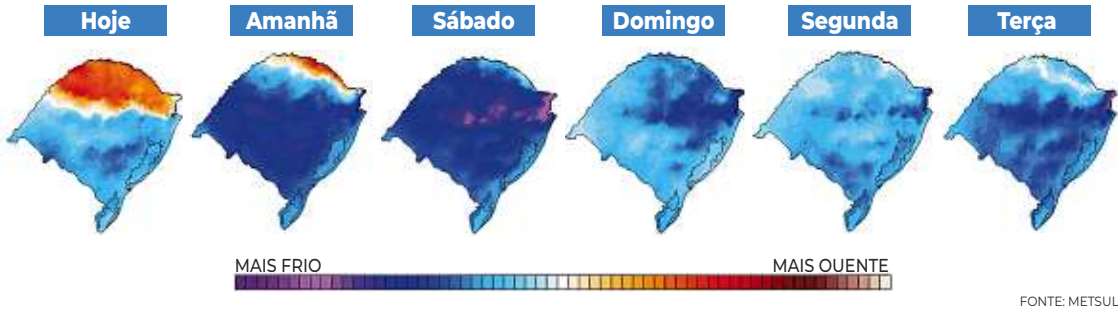 Hoje
Amanhã
Sábado
Domingo
Segunda
Terça
MAIS FRIO
MAIS QUENTE
FONTE: METSUL